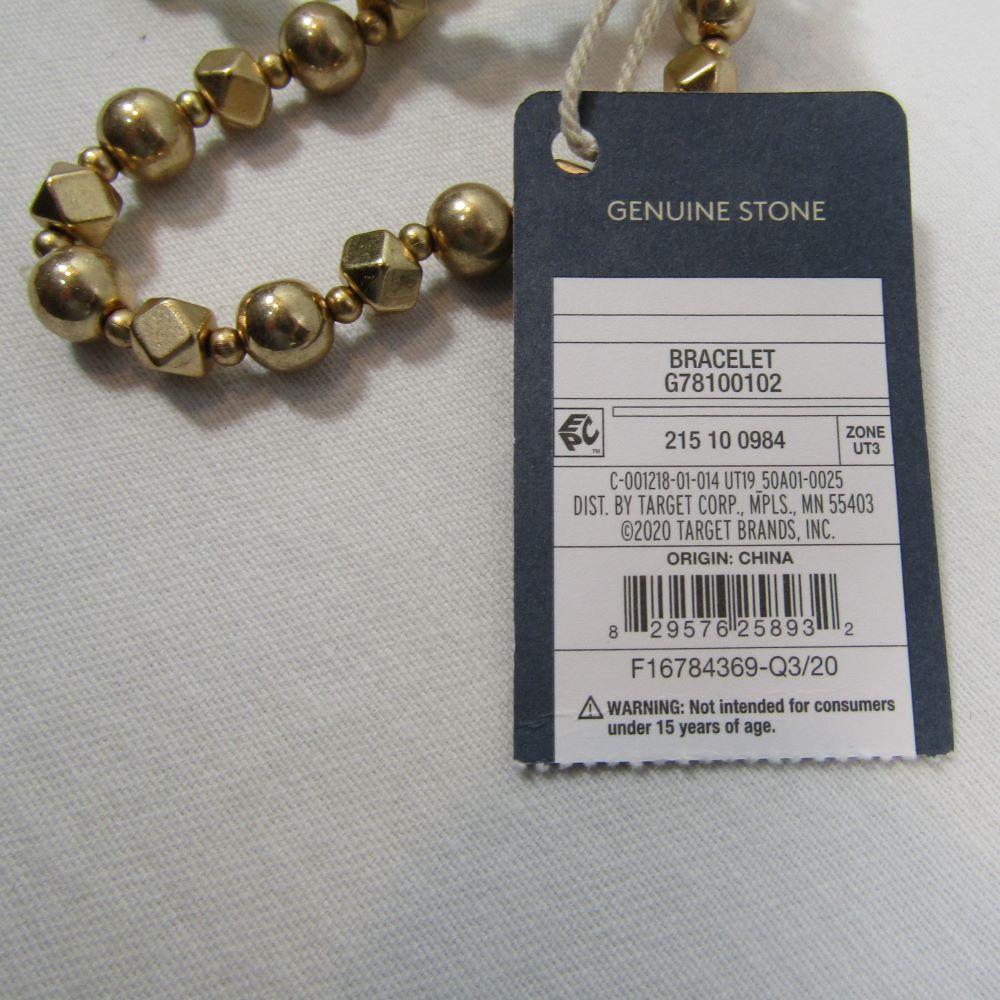 GENUINE STONE
BRACELET
G78100102
EPC
TM
215 10 0984
ZONE
UT3
C-001218-01-014 UT19_50A01-0025
DIST. BY TARGET CORP., MPLS., MN 55403
©2020 TARGET BRANDS, INC.
ORIGIN: CHINA
8 29576 25893 2
F16784369-Q3/20
WARNING: Not intended for consumers
under 15 years of age.